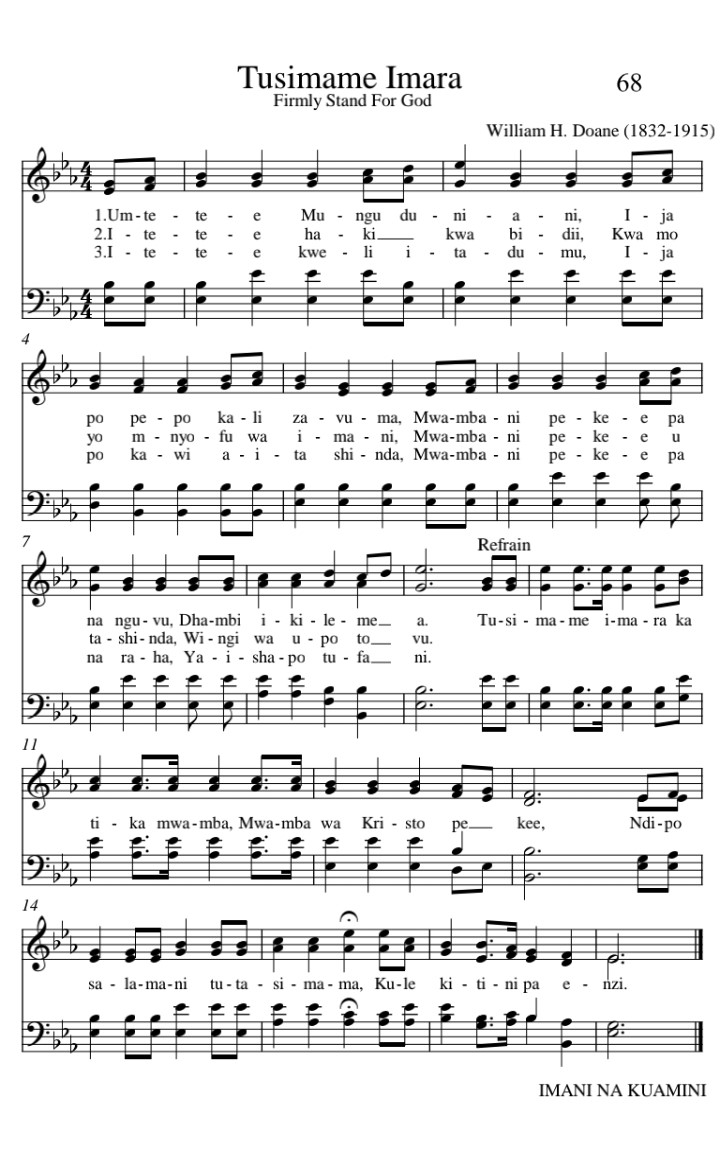 Tusimame Imara
68
Firmly Stand For God
William H. Doane (1832-1915)
1.Um - te - te - e Mu - ngu du - ni - a - ni, I - ja
2.I - te - te - e ha - ki kwa bi - dii, Kwa mo
3.I - te - te - e kwe - li i - ta - du - mu, I - ja
4
po pe - po ka - li za - vu - ma, Mwa - mba - ni pe - ke - e pa
yo m - nyo - fu wa i - ma - ni, Mwa - mba - ni pe - ke - e u
po ka - wi a - i - ta shi - nda, Mwa - mba - ni pe - ke - e pa
7
Refrain
na ngu - vu, Dha - mbi i - ki - le - me a. Tu - si - ma - me i - ma - ra ka
ta - shi - nda, Wi - ngi wa u - po to vu.
na ra - ha, Ya - i - sha - po tu - fa ni.
11
ti - ka mwa - mba, Mwa - mba wa Kri - sto pe kee, Ndi - po
14
sa - la - ma - ni tu - ta - si - ma - ma, Ku - le ki - ti - ni pa e - nzi.
IMANI NA KUAMINI